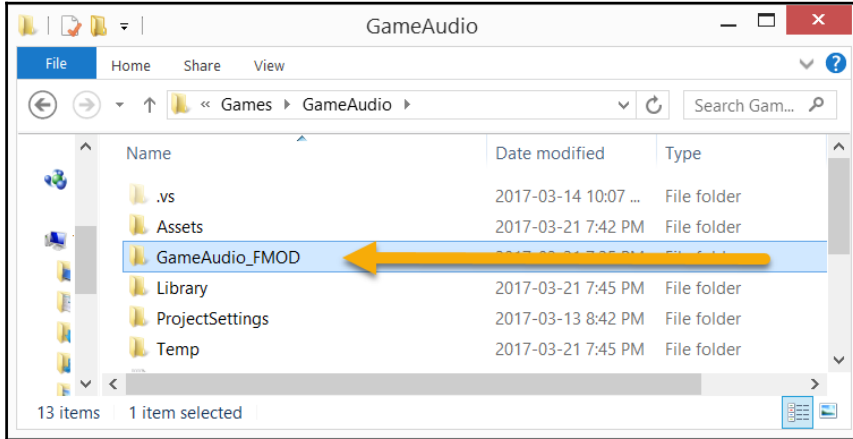 GameAudio
File Home Share View
« Games GameAudio
Search Gam...
Name Date modified Type
.vs 2017-03-14 10:07 ... File folder
Assets 2017-03-21 7:42 PM File folder
GameAudio_FMOD
Library 2017-03-21 7:45 PM File folder
ProjectSettings 2017-03-13 8:42 PM File folder
Temp 2017-03-21 7:45 PM File folder
13 items 1 item selected